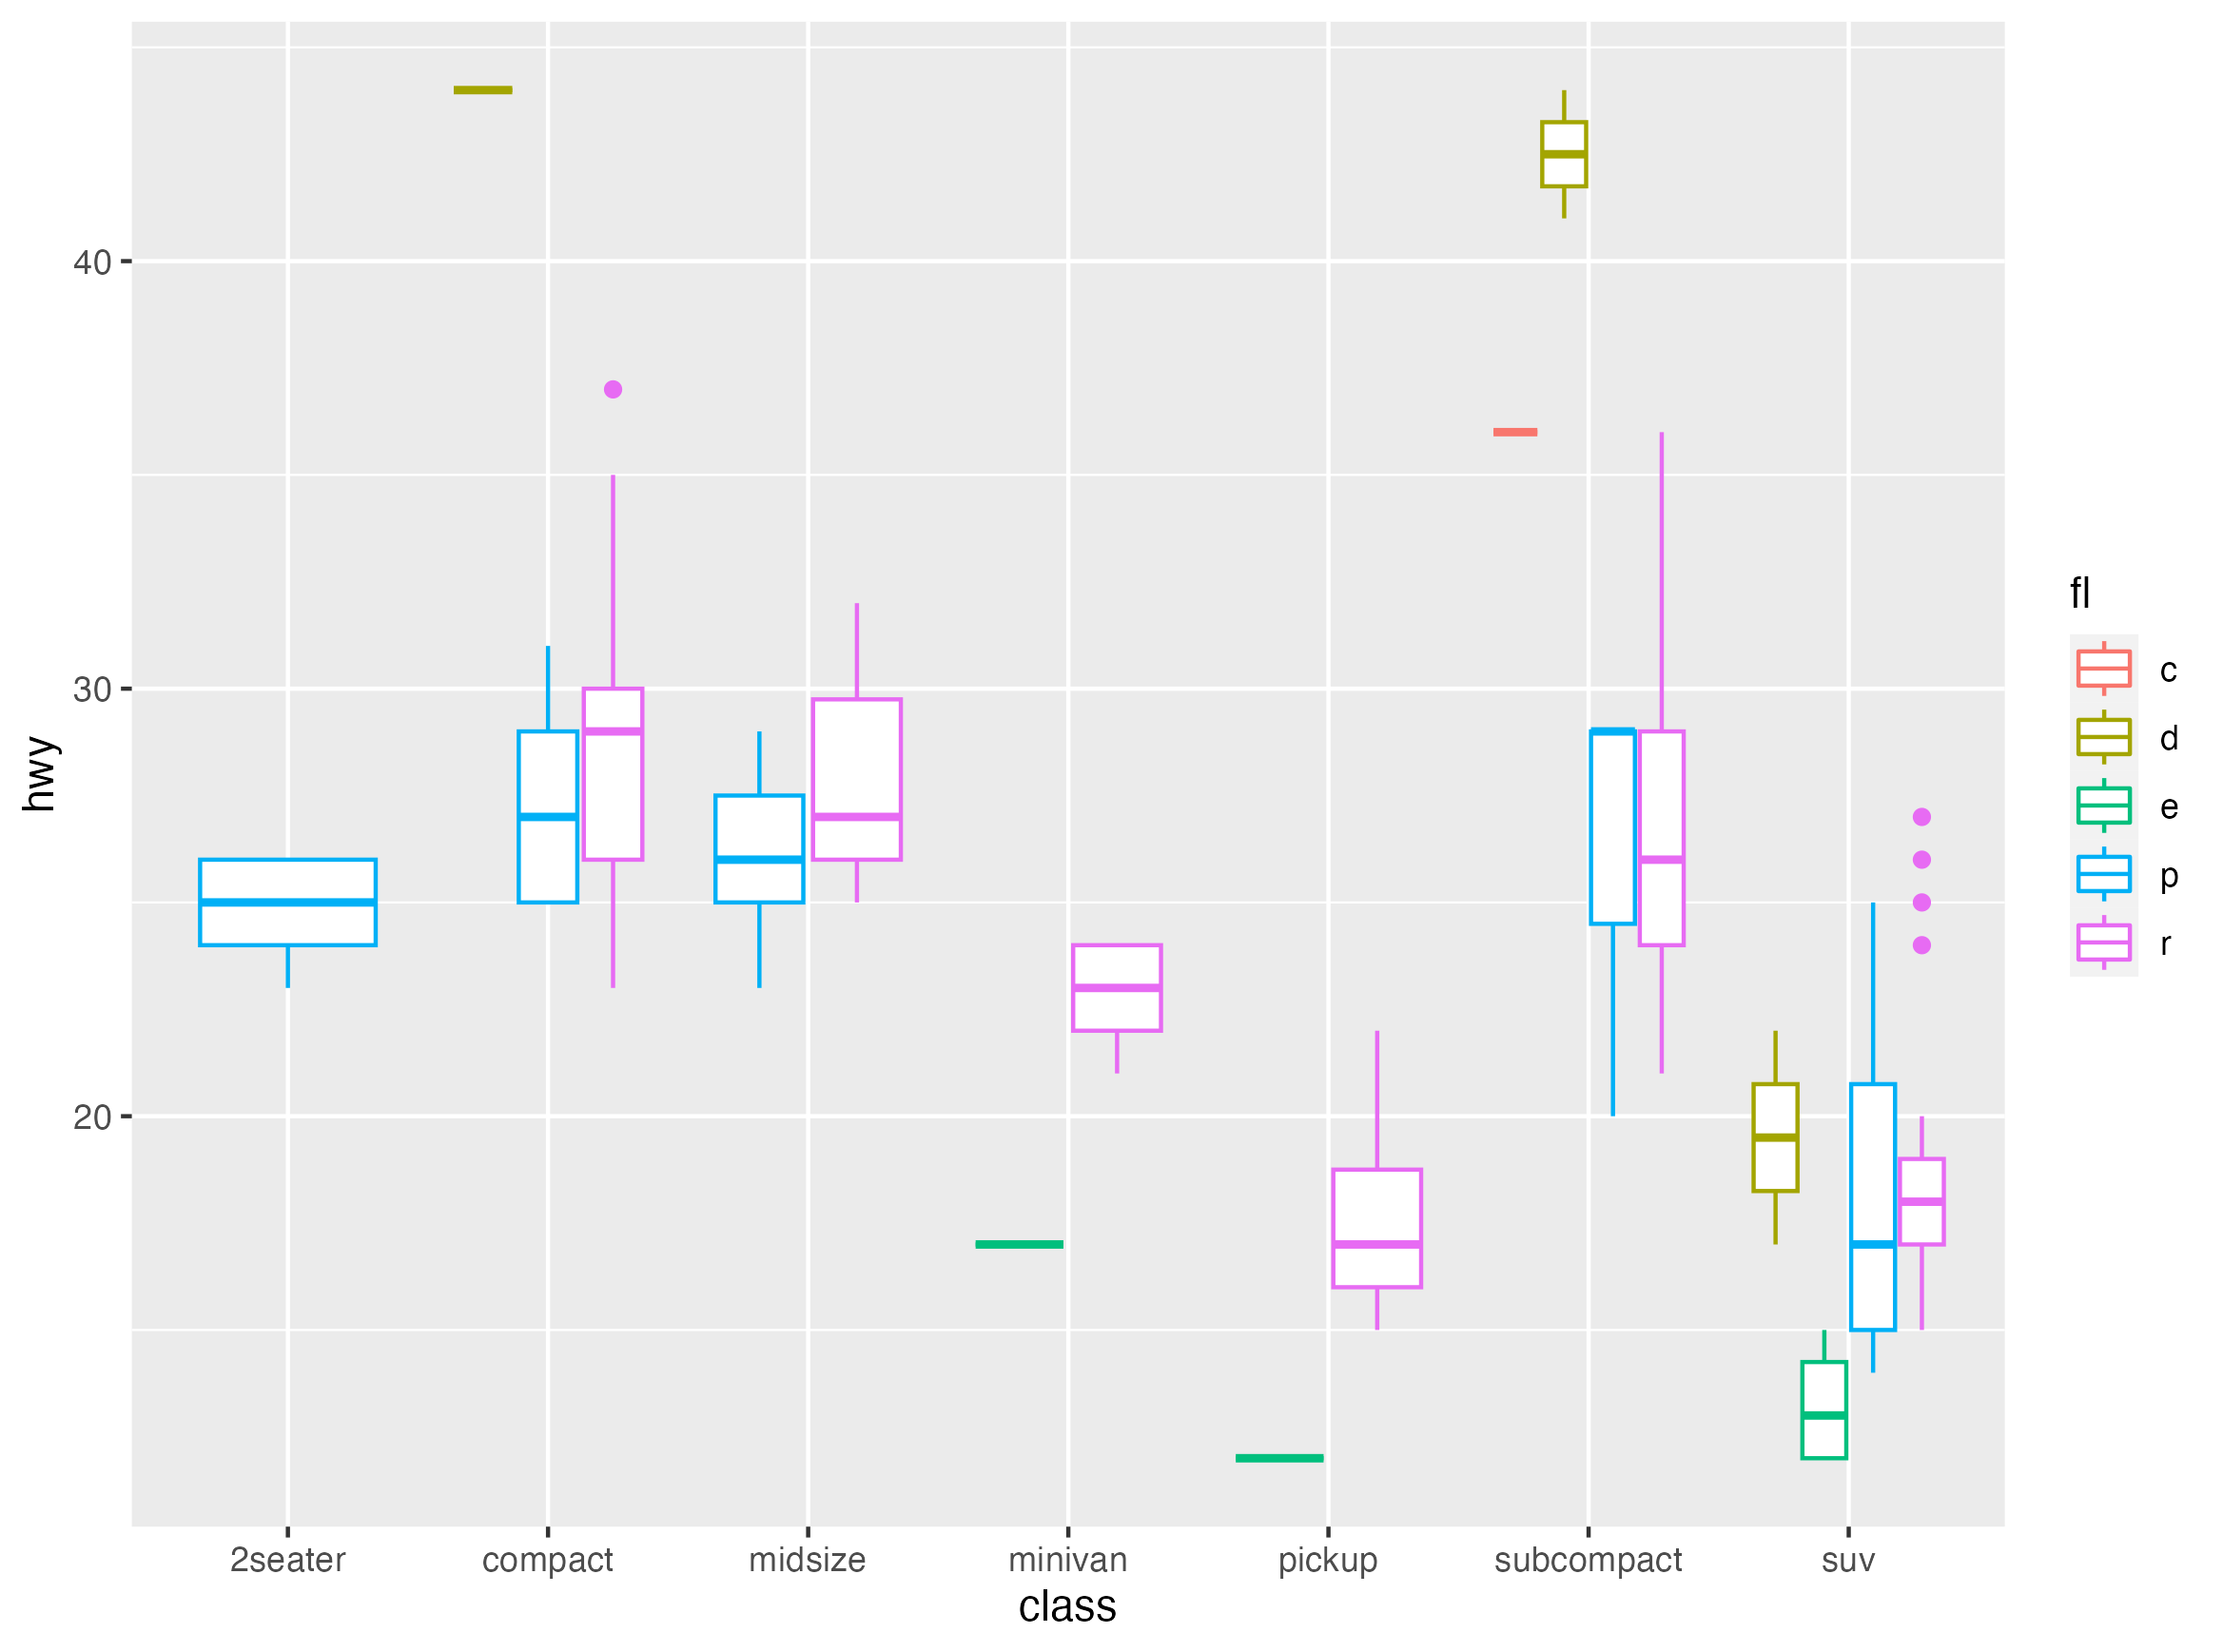 hwy
40
30
20
2seater compact midsize minivan pickup subcompact suv
class
fl
c
d
e
p
r